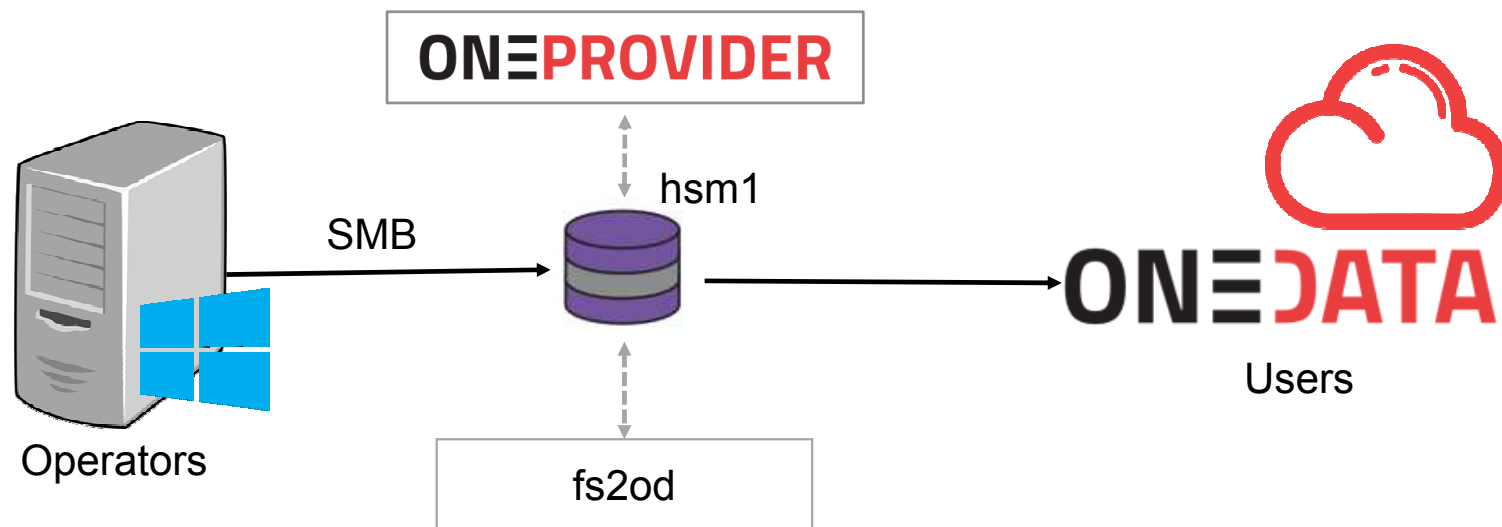 ONEPROVIDER
hsm1
SMB
ONEDATA
Users
Operators
fs2od